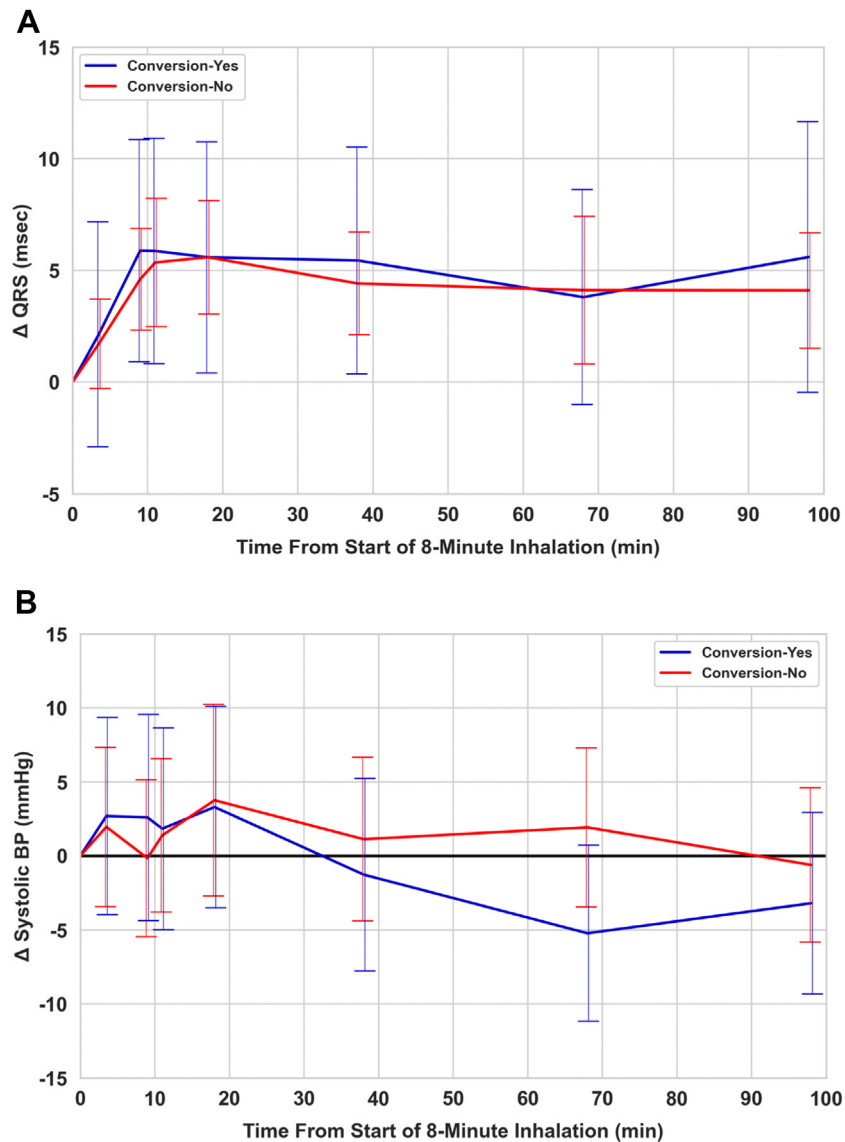 A
15
Conversion-Yes
Conversion-No
10
5
0
-5
Δ QRS (msec)
0 10 20 30 40 50 60 70 80 90 100
Time From Start of 8-Minute Inhalation (min)
B
15
Conversion-Yes
Conversion-No
10
5
0
-5
-10
-15
Δ Systolic BP (mmHg)
0 10 20 30 40 50 60 70 80 90 100
Time From Start of 8-Minute Inhalation (min)